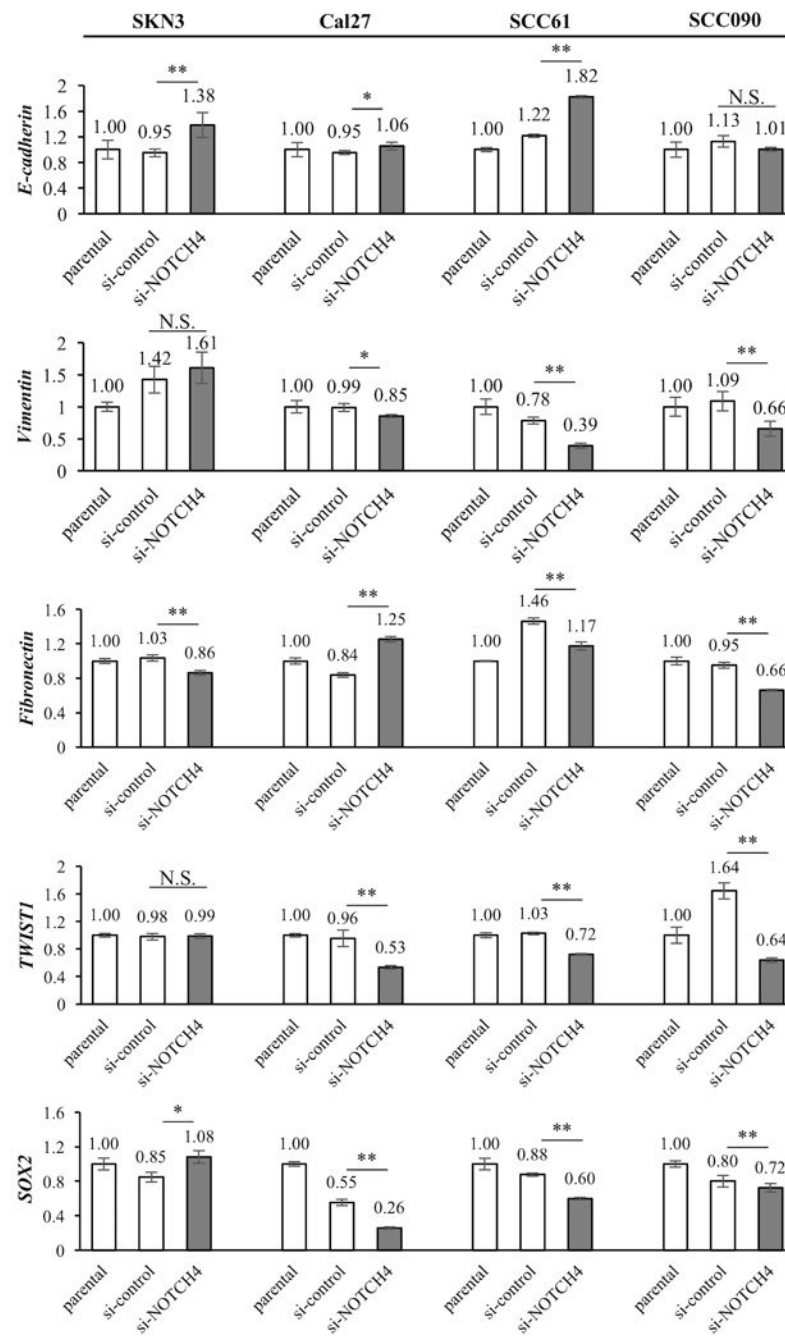 SKN3 Cal27 SCC61 SCC090
E-cadherin
2
1.6
1.2
0.8
0.4
0
1.00 0.95 ** 1.38
parental si-control si-NOTCH4
1.00 0.95 * 1.06
parental si-control si-NOTCH4
1.00 1.22 ** 1.82
parental si-control si-NOTCH4
1.00 1.13 N.S. 1.01
parental si-control si-NOTCH4
Vimentin
2
1.5
1
0.5
0
1.00 1.42 N.S. 1.61
parental si-control si-NOTCH4
1.00 0.99 * 0.85
parental si-control si-NOTCH4
1.00 0.78 ** 0.39
parental si-control si-NOTCH4
1.00 1.09 ** 0.66
parental si-control si-NOTCH4
Fibronectin
1.6
1.2
0.8
0.4
0
1.00 1.03 ** 0.86
parental si-control si-NOTCH4
1.00 0.84 ** 1.25
parental si-control si-NOTCH4
1.00 1.46 ** 1.17
parental si-control si-NOTCH4
1.00 0.95 ** 0.66
parental si-control si-NOTCH4
TWIST1
2
1.6
1.2
0.8
0.4
0
1.00 0.98 N.S. 0.99
parental si-control si-NOTCH4
1.00 0.96 ** 0.53
parental si-control si-NOTCH4
1.00 1.03 ** 0.72
parental si-control si-NOTCH4
1.00 1.64 ** 0.64
parental si-control si-NOTCH4
SOX2
1.6
1.2
0.8
0.4
0
1.00 0.85 * 1.08
parental si-control si-NOTCH4
1.00 0.55 ** 0.26
parental si-control si-NOTCH4
1.00 0.88 ** 0.60
parental si-control si-NOTCH4
1.00 0.80 ** 0.72
parental si-control si-NOTCH4